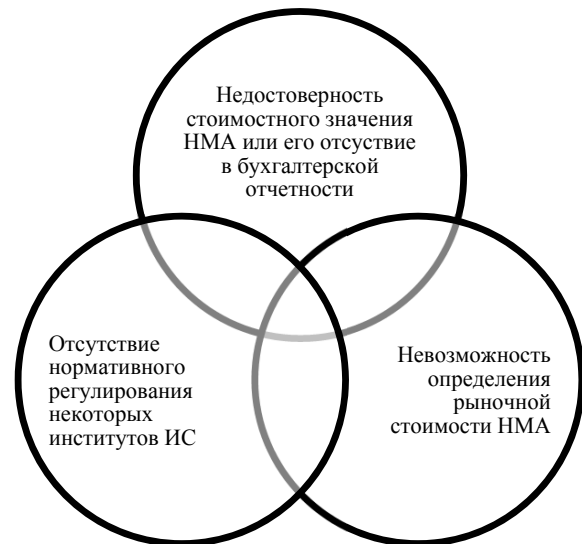 Недостоверность
стоимостного значения
НМА или его отсуствие
в бухгалтерской
отчетности
Отсутствие
нормативного
регулирования
некоторых
институтов ИС
Невозможность
определения
рыночной
стоимости НМА